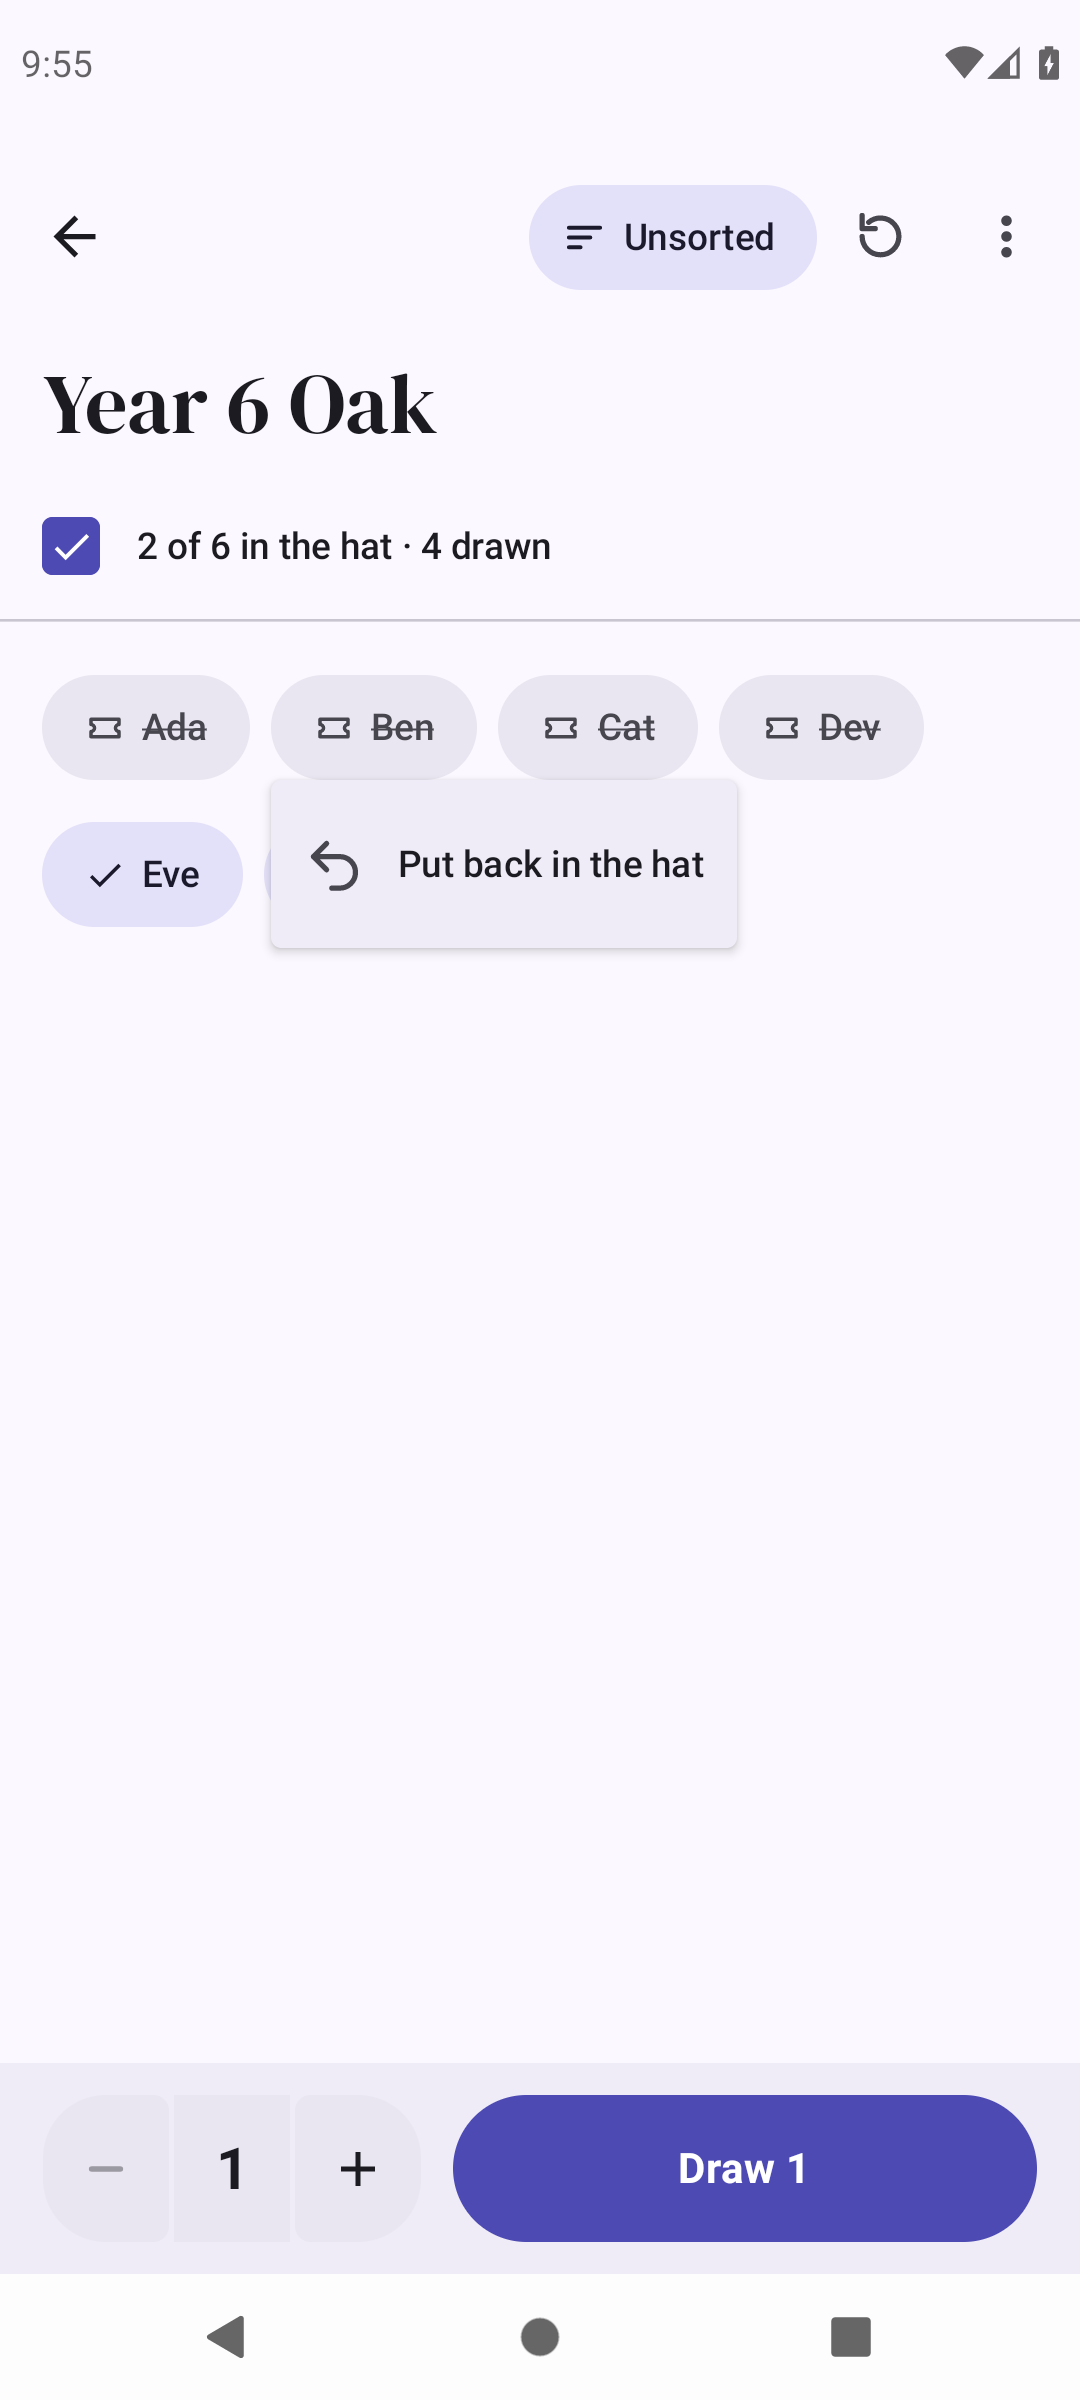 9:55
Unsorted
Year 6 Oak
2 of 6 in the hat · 4 drawn
Ada Ben Cat Dev
Eve
Put back in the hat
1
Draw 1